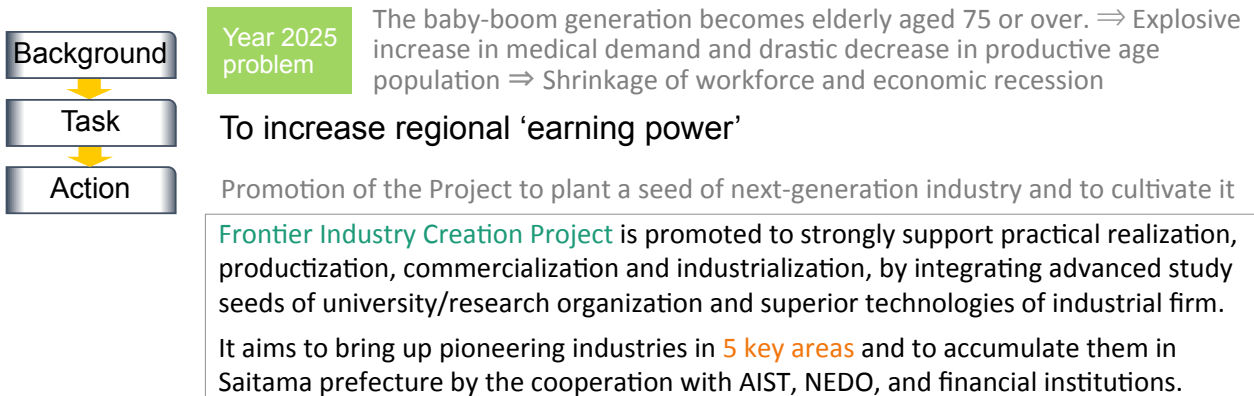 Background
Year 2025
problem
The baby-boom generation becomes elderly aged 75 or over. ⇒ Explosive
increase in medical demand and drastic decrease in productive age
population ⇒ Shrinkage of workforce and economic recession
Task
To increase regional ‘earning power’
Action
Promotion of the Project to plant a seed of next-generation industry and to cultivate it
Frontier Industry Creation Project is promoted to strongly support practical realization,
productization, commercialization and industrialization, by integrating advanced study
seeds of university/research organization and superior technologies of industrial firm.
It aims to bring up pioneering industries in 5 key areas and to accumulate them in
Saitama prefecture by the cooperation with AIST, NEDO, and financial institutions.